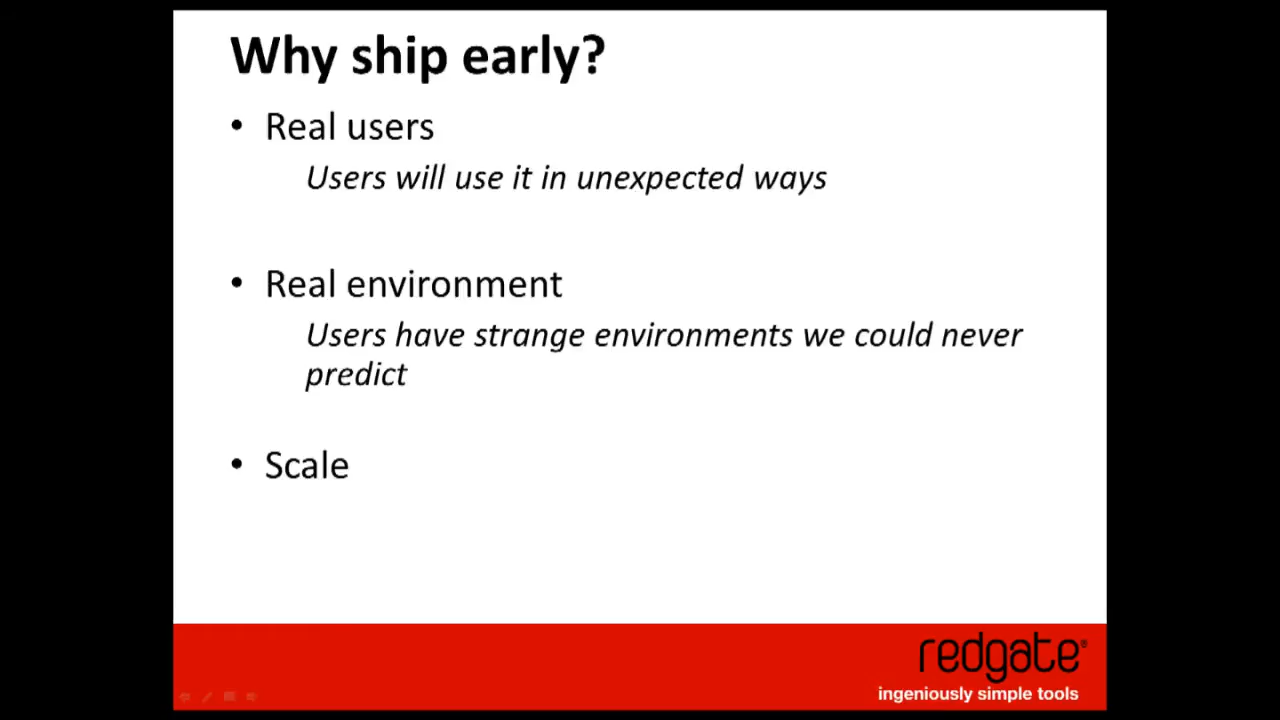 Why ship early?
• Real users
Users will use it in unexpected ways
• Real environment
Users have strange environments we could never
predict
• Scale
redgate®
ingeniously simple tools